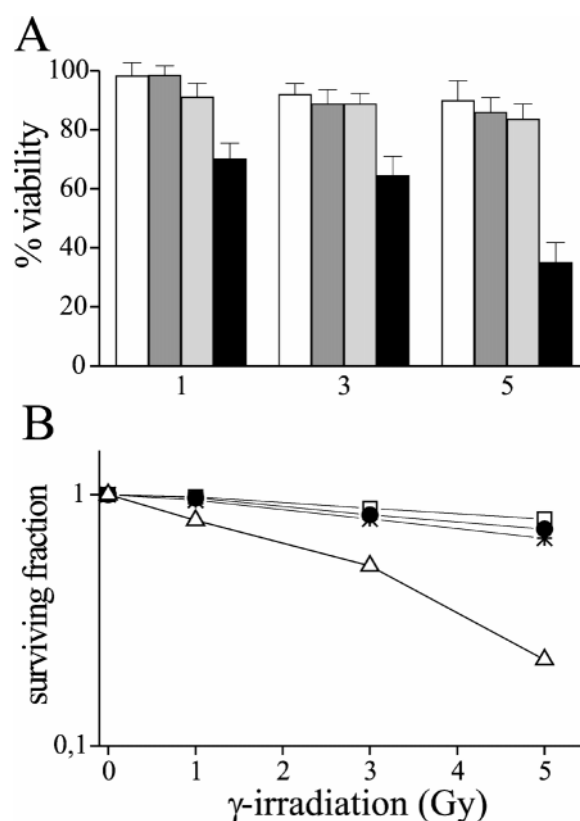 A
100
80
60
40
20
0
% viability
1 3 5
B
1
0,1
surviving fraction
0 1 2 3 4 5
γ-irradiation (Gy)